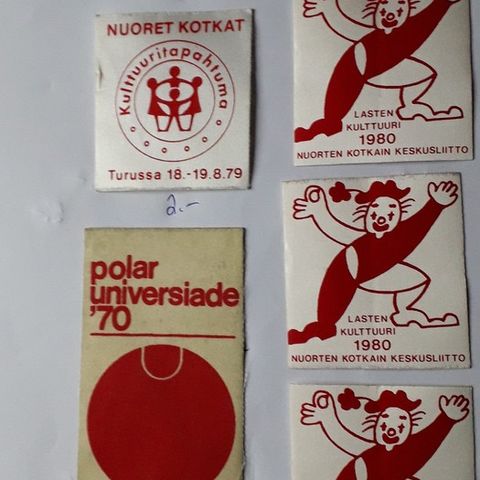 NUORET KOTKAT
Kulttuuritapahtuma
Turussa 18.-19.8.79
2.-
polar
universiade
'70
LASTEN
KULTTUURI
1980
NUORTEN KOTKAIN KESKUSLIITTO
LASTEN
KULTTUURI
1980
NUORTEN KOTKAIN KESKUSLIITTO